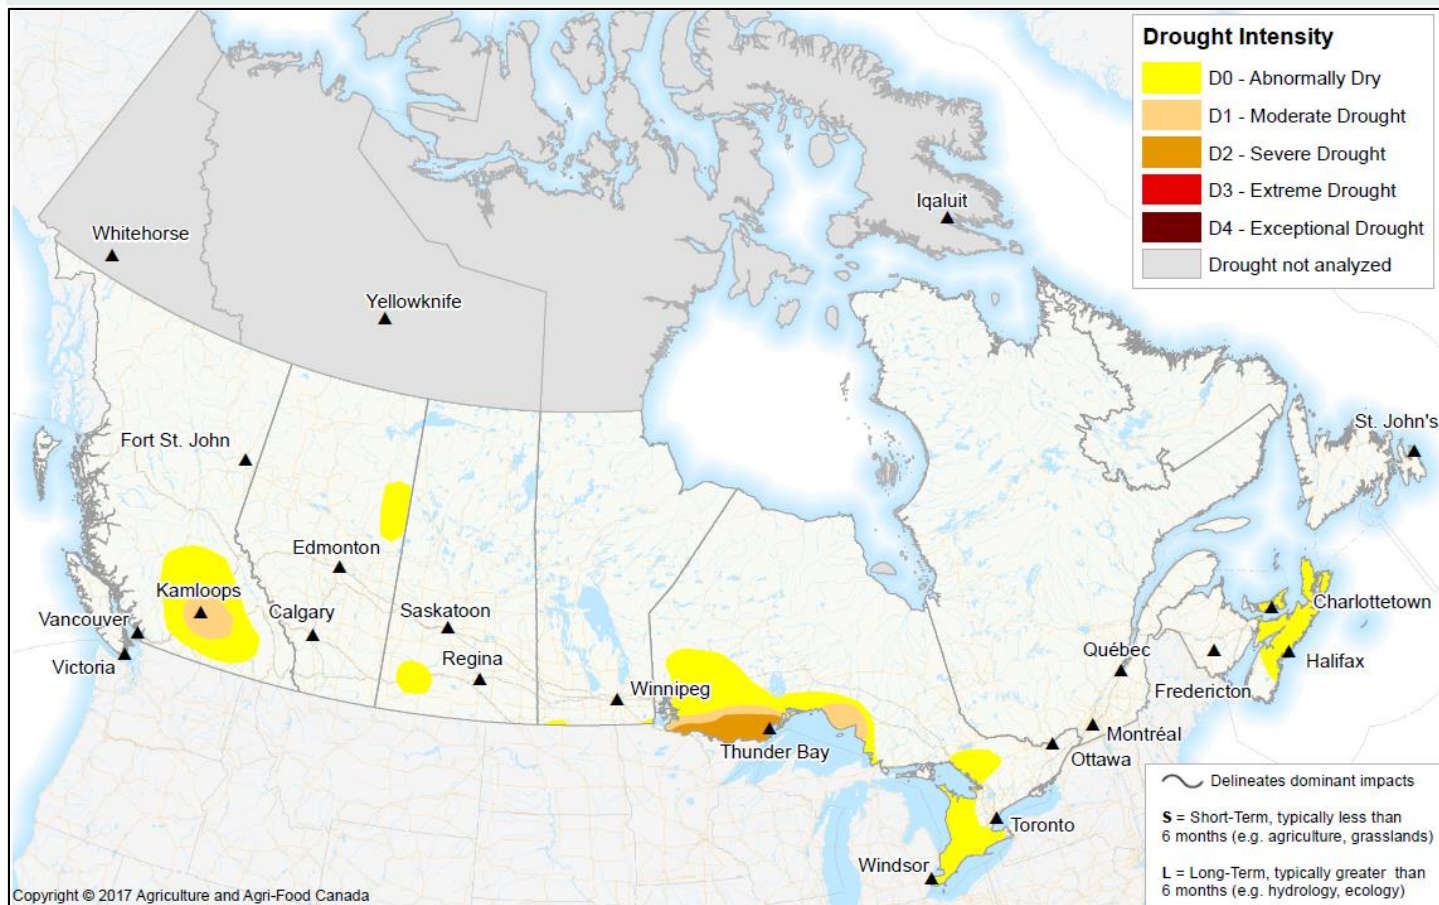 Drought Intensity
D0 - Abnormally Dry
D1 - Moderate Drought
D2 - Severe Drought
D3 - Extreme Drought
D4 - Exceptional Drought
Drought not analyzed
Iqaluit
Whitehorse
Yellowknife
St. John's
Fort St. John
Edmonton
Kamloops
Calgary
Saskatoon
Charlottetown
Vancouver
Victoria
Regina
Québec
Halifax
Winnipeg
Fredericton
Thunder Bay
Montréal
Ottawa
Toronto
Windsor
Delineates dominant impacts
S = Short-Term, typically less than
6 months (e.g. agriculture, grasslands)
L = Long-Term, typically greater than
6 months (e.g. hydrology, ecology)
Copyright © 2017 Agriculture and Agri-Food Canada